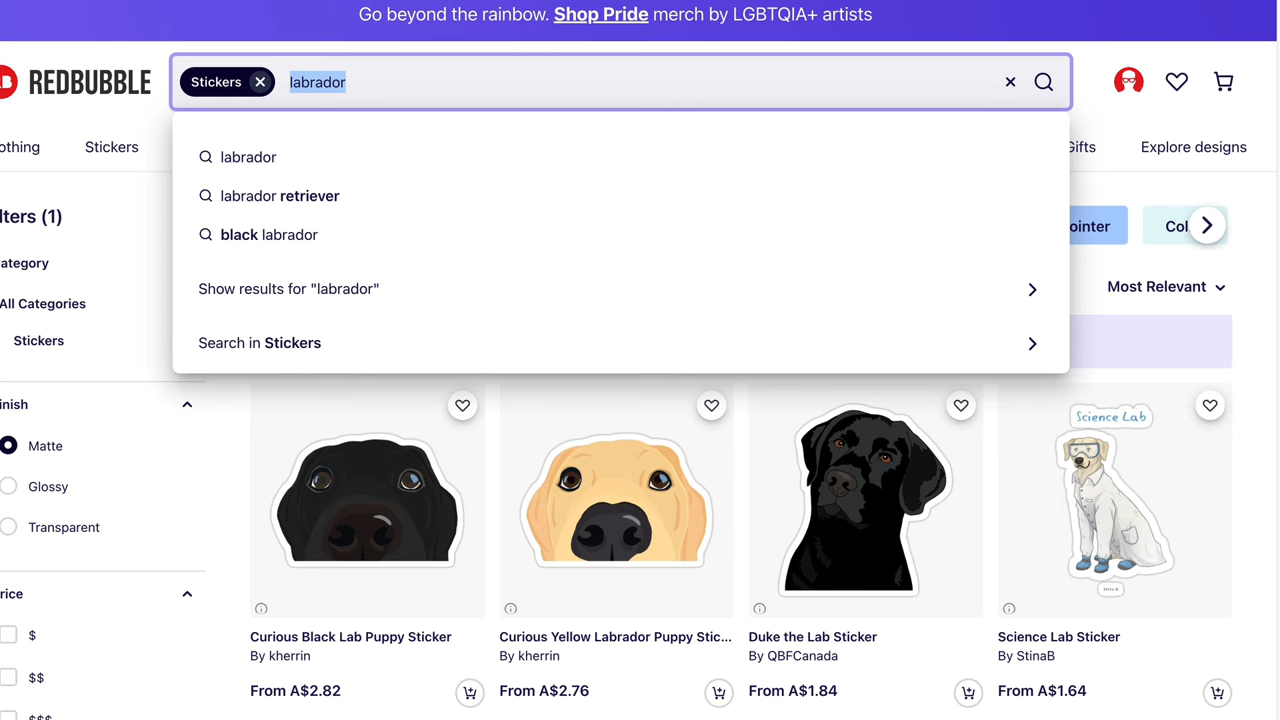 Go beyond the rainbow. Shop Pride merch by LGBTQIA+ artists
REDBUBBLE
Stickers
labrador
othing
Stickers
Gifts
Explore designs
labrador
labrador retriever
black labrador
Show results for "labrador"
Search in Stickers
lters (1)
ointer
Col
ategory
Most Relevant
All Categories
Stickers
inish
Matte
Glossy
Transparent
rice
$
$$
$$$
Science Lab
Curious Black Lab Puppy Sticker
By kherrin
From A$2.82
Curious Yellow Labrador Puppy Stic...
By kherrin
From A$2.76
Duke the Lab Sticker
By QBFCanada
From A$1.84
Science Lab Sticker
By StinaB
From A$1.64